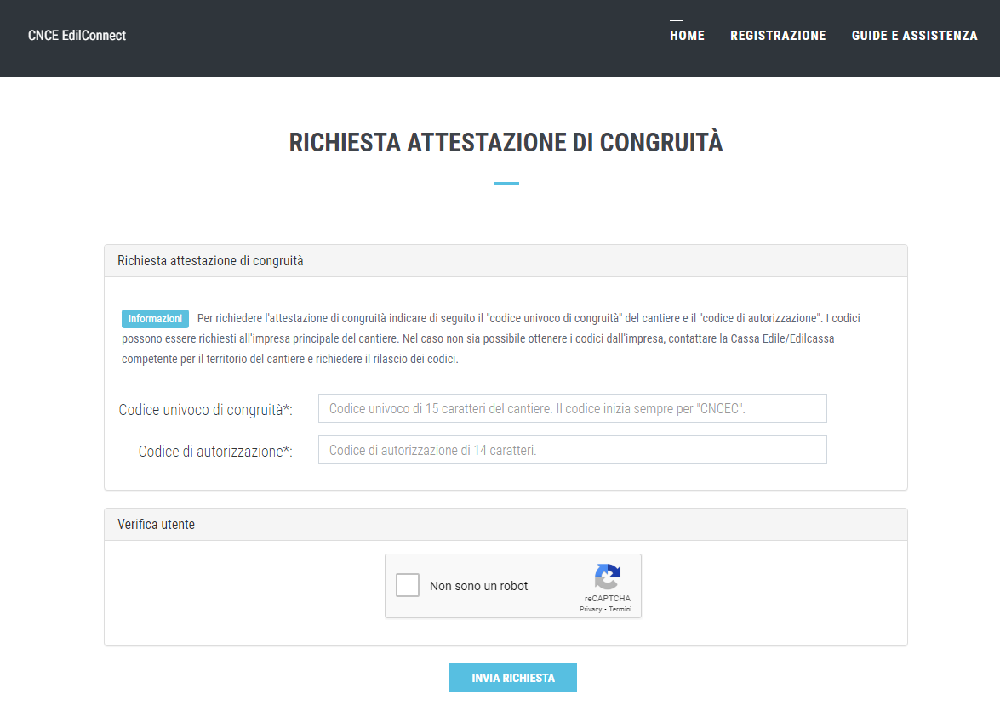 CNCE EdilConnect
HOME REGISTRAZIONE GUIDE E ASSISTENZA
RICHIESTA ATTESTAZIONE DI CONGRUITÀ
Richiesta attestazione di congruità
Informazioni Per richiedere l'attestazione di congruità indicare di seguito il "codice univoco di congruità" del cantiere e il "codice di autorizzazione". I codici
possono essere richiesti all'impresa principale del cantiere. Nel caso non sia possibile ottenere i codici dall'impresa, contattare la Cassa Edile/Edilcassa
competente per il territorio del cantiere e richiedere il rilascio dei codici.
Codice univoco di congruità*: Codice univoco di 15 caratteri del cantiere. Il codice inizia sempre per "CNCEC".
Codice di autorizzazione*: Codice di autorizzazione di 14 caratteri.
Verifica utente
Non sono un robot
reCAPTCHA
Privacy - Termini
INVIA RICHIESTA